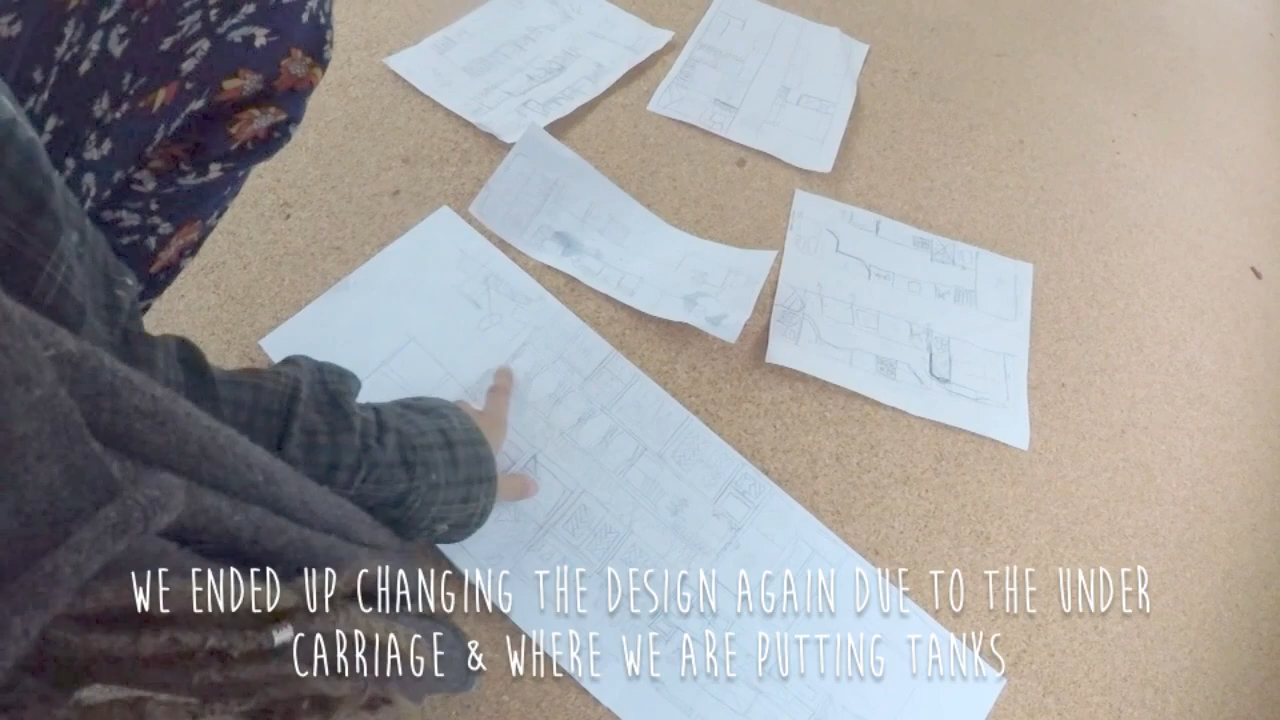 WE ENDED UP CHANGING THE DESIGN AGAIN DUE TO THE UNDER
CARRIAGE & WHERE WE ARE PUTTING TANKS